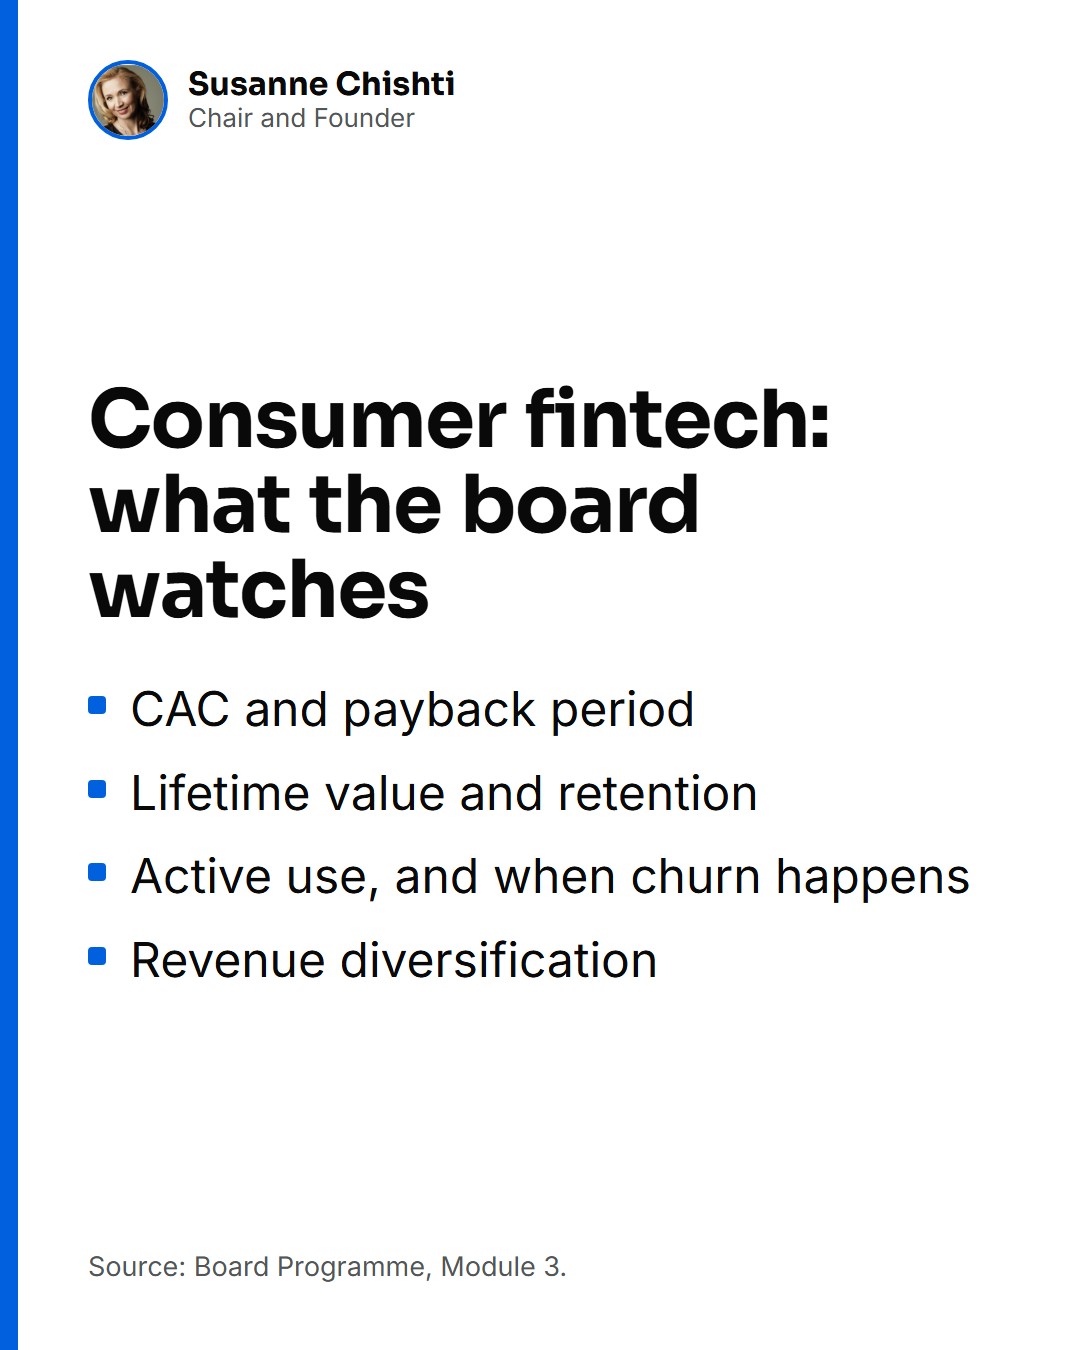 Susanne Chishti
Chair and Founder
Consumer fintech:
what the board
watches
CAC and payback period
Lifetime value and retention
Active use, and when churn happens
Revenue diversification
Source: Board Programme, Module 3.